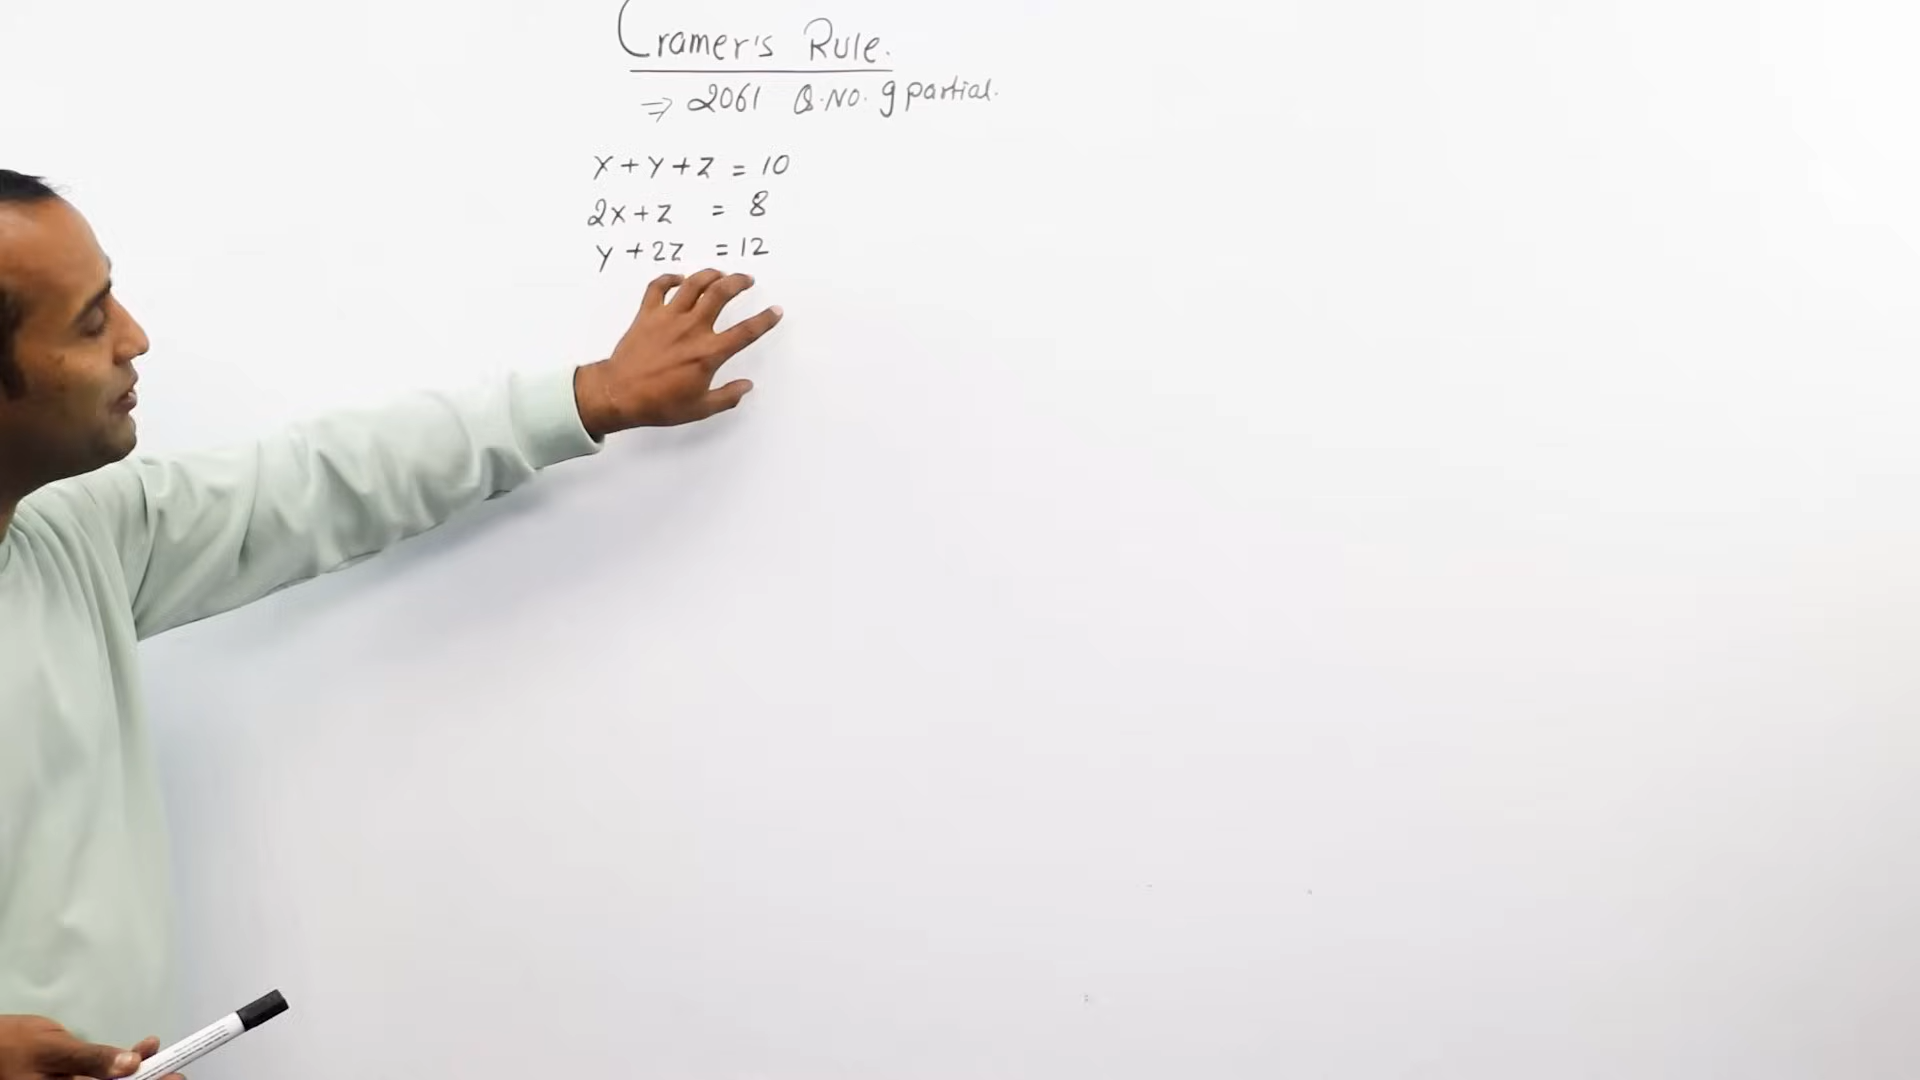 Cramer's Rule.
⇒ 2061 Q.NO. 9 partial.
x + y + z = 10
2x + z = 8
y + 2z = 12